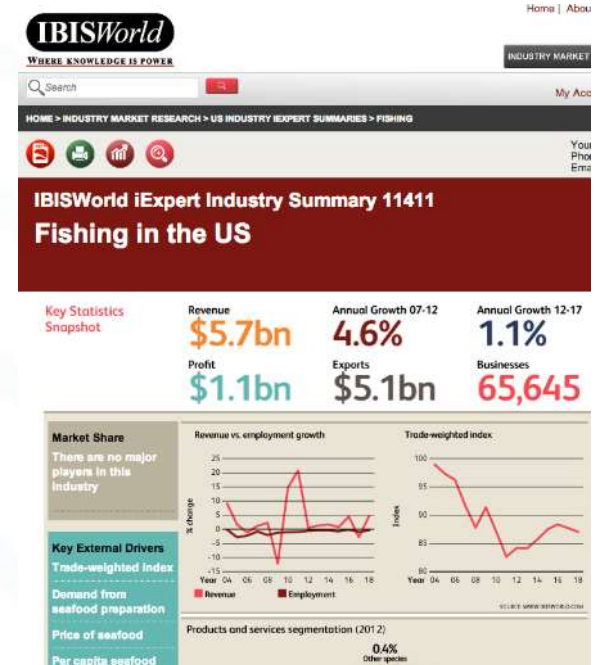 Home | Abou
IBISWorld
WHERE KNOWLEDGE IS POWER
INDUSTRY MARKET
Search
My Acc
HOME > INDUSTRY MARKET RESEARCH > US INDUSTRY IEXPERT SUMMARIES > FISHING
Your
Phon
Ema
IBISWorld iExpert Industry Summary 11411
Fishing in the US
Key Statistics
Snapshot
Revenue
$5.7bn
Annual Growth 07-12
4.6%
Annual Growth 12-17
1.1%
Profit
$1.1bn
Exports
$5.1bn
Businesses
65,645
Market Share
There are no major
players in this
industry
Key External Drivers
Trade-weighted index
Demand from
seafood preparation
Price of seafood
Per capita seafood
Revenue vs. employment growth
% change
25
20
15
10
5
0
-5
-10
-15
Year 04 06 08 10 12 14 16 18
Revenue
Employment
Trade-weighted index
Index
100
95
90
85
80
Year 04 06 08 10 12 14 16 18
SOURCE: WWW.IBISWORLD.COM
Products and services segmentation (2012)
0.4%
Other species